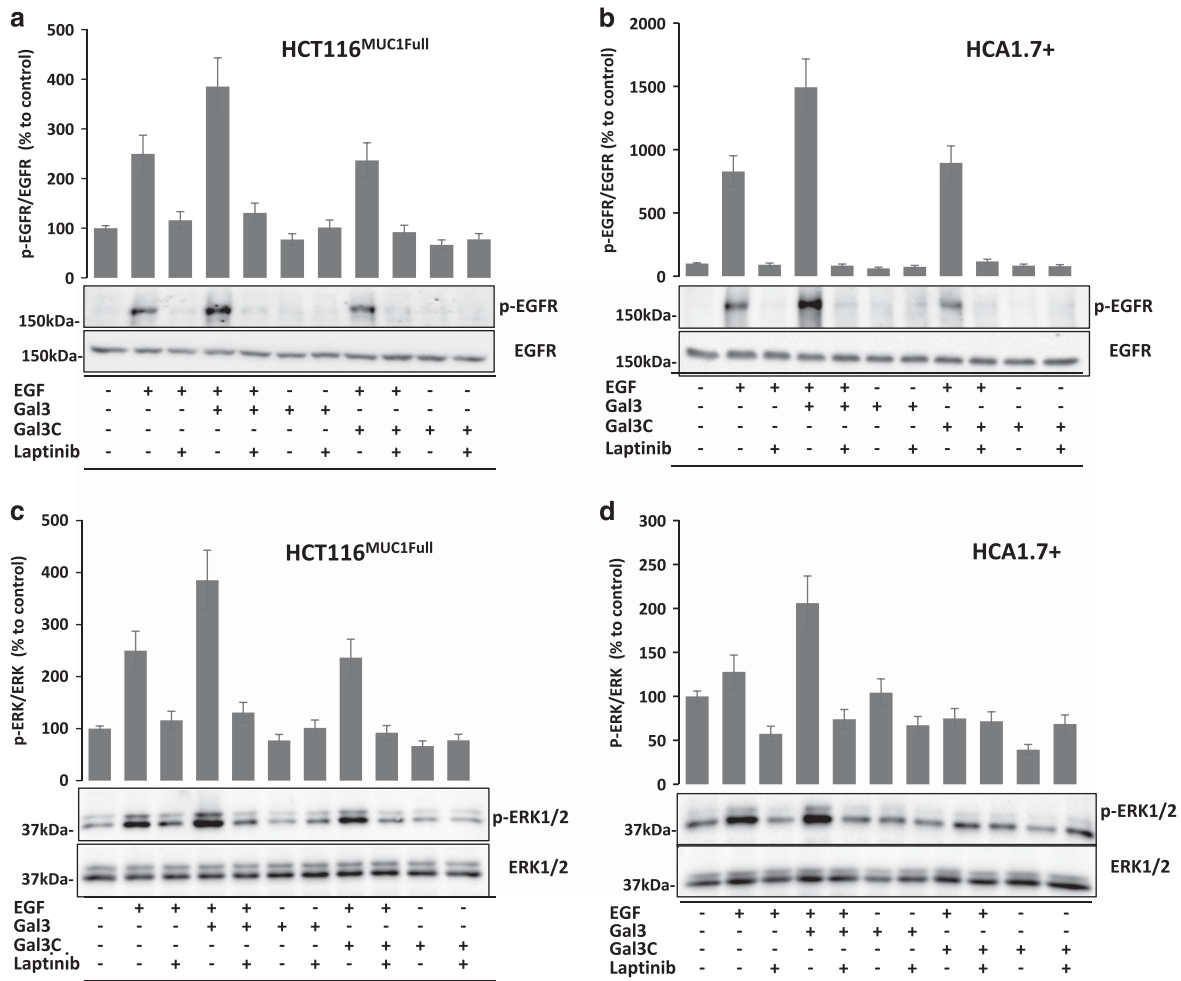 a
500
400
300
200
100
0
p-EGFR/EGFR (% to control)
HCT116MUC1Full
150kDa-
p-EGFR
150kDa-
EGFR
EGF - + + + + - - + + - -
Gal3 - - - + + + + - - - -
Gal3C - - - - - - - + + + +
Laptinib - - + - + - + - + - +
b
2000
1500
1000
500
0
p-EGFR/EGFR (% to control)
HCA1.7+
150kDa-
p-EGFR
150kDa-
EGFR
EGF - + + + + - - + + - -
Gal3 - - - + + + + - - - -
Gal3C - - - - - - - + + + +
Laptinib - - + - + - + - + - +
c
500
400
300
200
100
0
p-ERK/ERK (% to control)
HCT116MUC1Full
37kDa-
p-ERK1/2
37kDa-
ERK1/2
EGF - + + + + - - + + - -
Gal3 - - - + + + + - - - -
Gal3C - - - - - - - + + + +
Laptinib - - + - + - + - + - +
d
300
250
200
150
100
50
0
P-ERK/ERK (% to control)
HCA1.7+
37kDa-
p-ERK1/2
37kDa-
ERK1/2
EGF - + + + + - - + + - -
Gal3 - - - + + + + - - - -
Gal3C - - - - - - - + + + +
Laptinib - - + - + - + - + - +